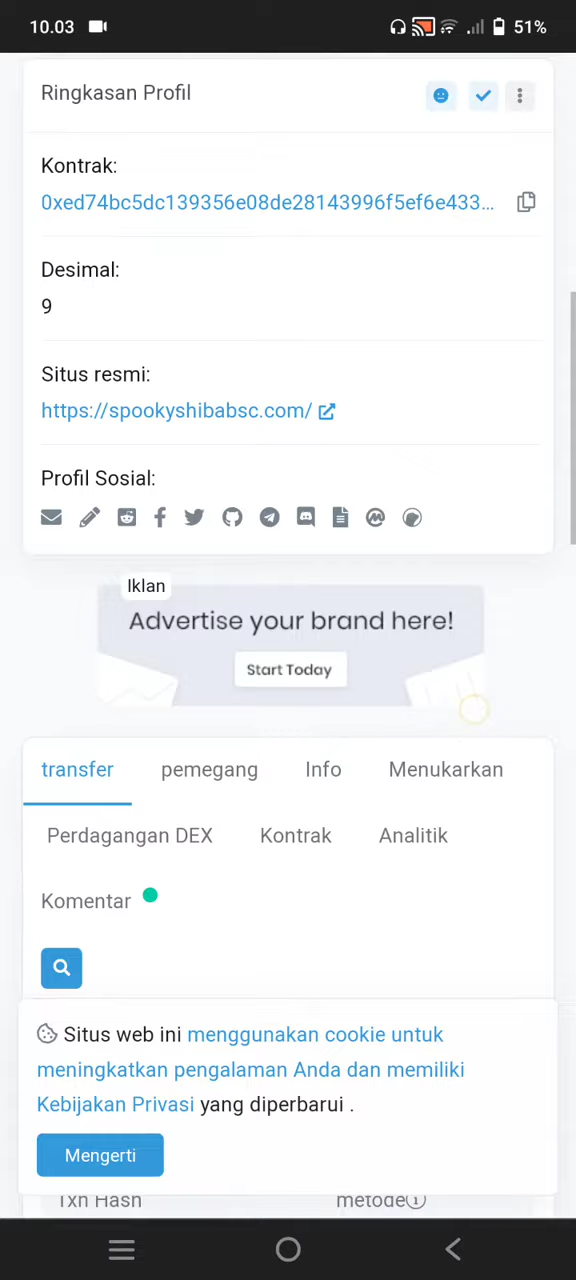 10.03
51%
Ringkasan Profil
Kontrak:
0xed74bc5dc139356e08de28143996f5ef6e433...
Desimal:
9
Situs resmi:
https://spookyshibabsc.com/
Profil Sosial:
Iklan
Advertise your brand here!
Start Today
transfer pemegang Info Menukarkan
Perdagangan DEX Kontrak Analitik
Komentar
Situs web ini menggunakan cookie untuk
meningkatkan pengalaman Anda dan memiliki
Kebijakan Privasi yang diperbarui .
Mengerti
Txn Hash metode